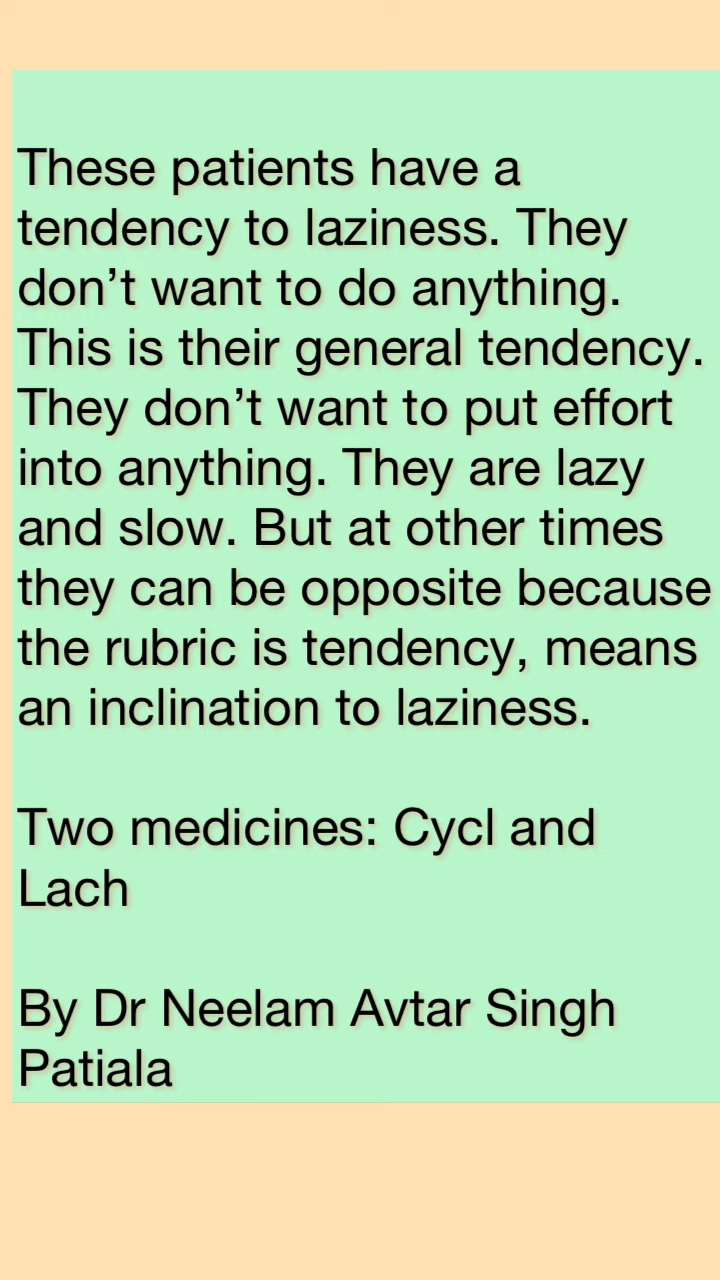 These patients have a
tendency to laziness. They
don’t want to do anything.
This is their general tendency.
They don’t want to put effort
into anything. They are lazy
and slow. But at other times
they can be opposite because
the rubric is tendency, means
an inclination to laziness.
Two medicines: Cycl and
Lach
By Dr Neelam Avtar Singh
Patiala